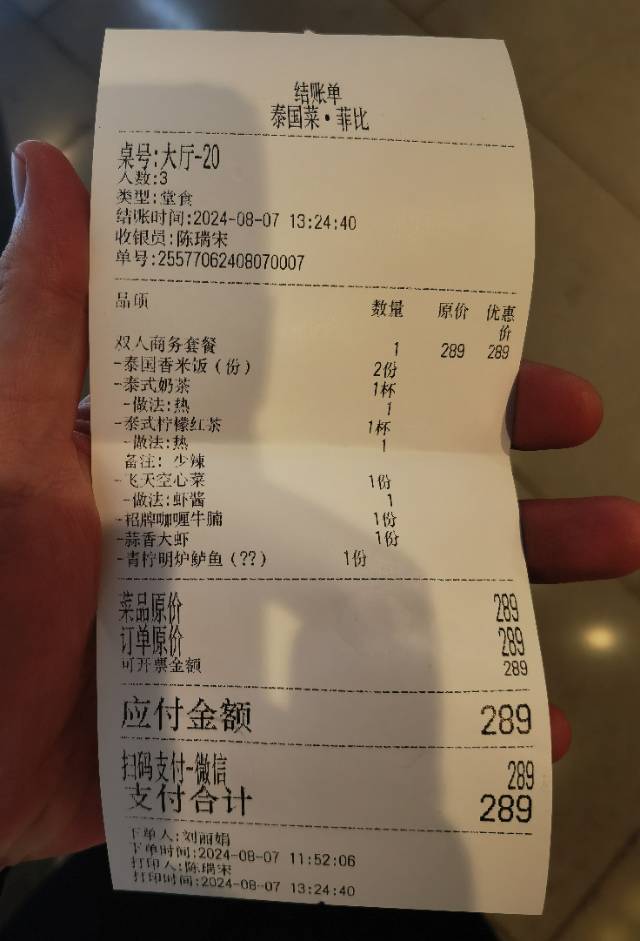 结账单
泰国菜·菲比
桌号:大厅-20
人数:3
类型:堂食
结账时间:2024-08-07 13:24:40
收银员:陈瑞宋
单号:25577062408070007
品项 数量 原价 优惠价
双人商务套餐 1 289 289
-泰国香米饭（份） 2份
-泰式奶茶 1杯
-做法:热 1
-泰式柠檬红茶 1杯
-做法:热 1
备注: 少辣
-飞天空心菜 1份
-做法:虾酱 1
-招牌咖喱牛腩 1份
-蒜香大虾 1份
-青柠明炉鲈鱼（??） 1份
菜品原价 289
订单原价 289
可开票金额 289
应付金额 289
扫码支付-微信 289
支付合计 289
下单人:刘丽娟
下单时间:2024-08-07 11:52:06
打印人:陈瑞宋
打印时间:2024-08-07 13:24:40